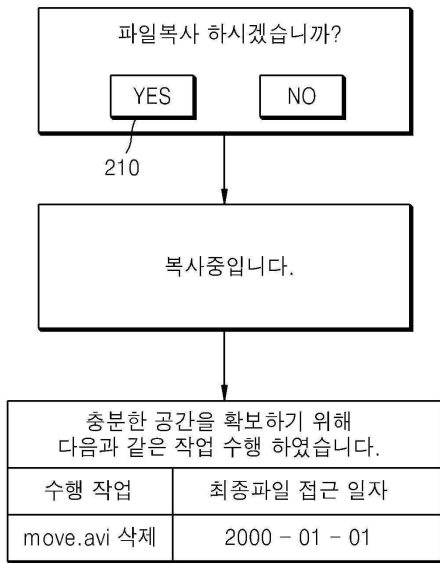 파일복사 하시겠습니까?
YES NO
210
복사중입니다.
충분한 공간을 확보하기 위해
다음과 같은 작업 수행 하였습니다.
수행 작업 최종파일 접근 일자
move.avi 삭제 2000 - 01 - 01